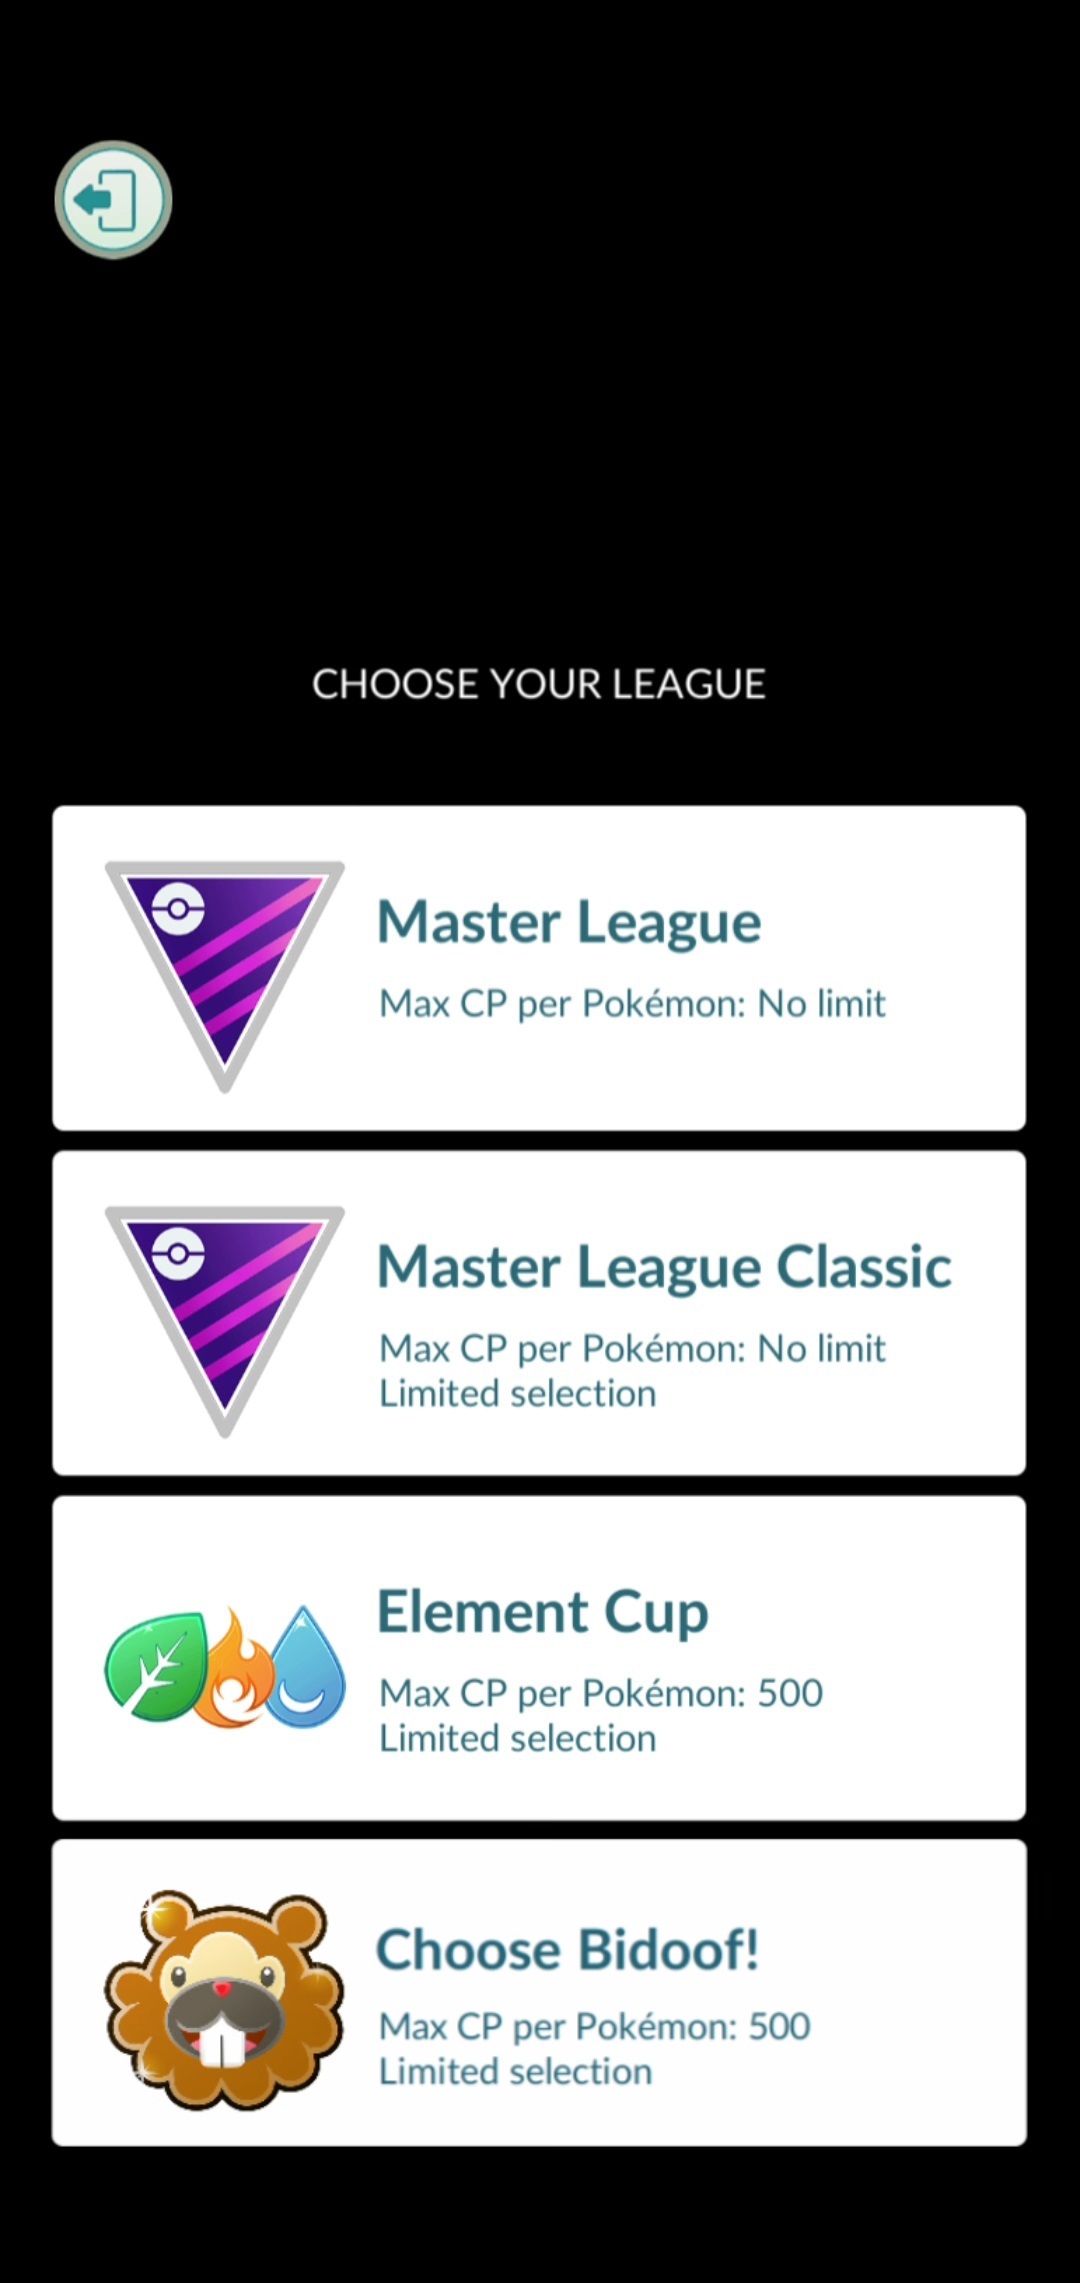 CHOOSE YOUR LEAGUE
Master League
Max CP per Pokémon: No limit
Master League Classic
Max CP per Pokémon: No limit
Limited selection
Element Cup
Max CP per Pokémon: 500
Limited selection
Choose Bidoof!
Max CP per Pokémon: 500
Limited selection